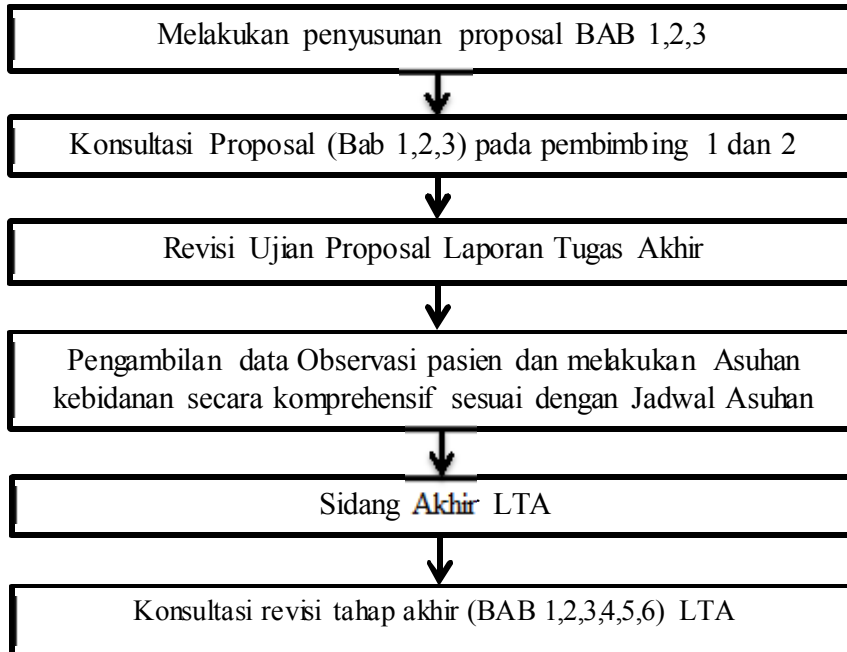 Melakukan penyusunan proposal BAB 1,2,3
Konsultasi Proposal (Bab 1,2,3) pada pembimbing 1 dan 2
Revisi Ujian Proposal Laporan Tugas Akhir
Pengambilan data Observasi pasien dan melakukan Asuhan
kebidanan secara komprehensif sesuai dengan Jadwal Asuhan
Sidang Akhir LTA
Konsultasi revisi tahap akhir (BAB 1,2,3,4,5,6) LTA